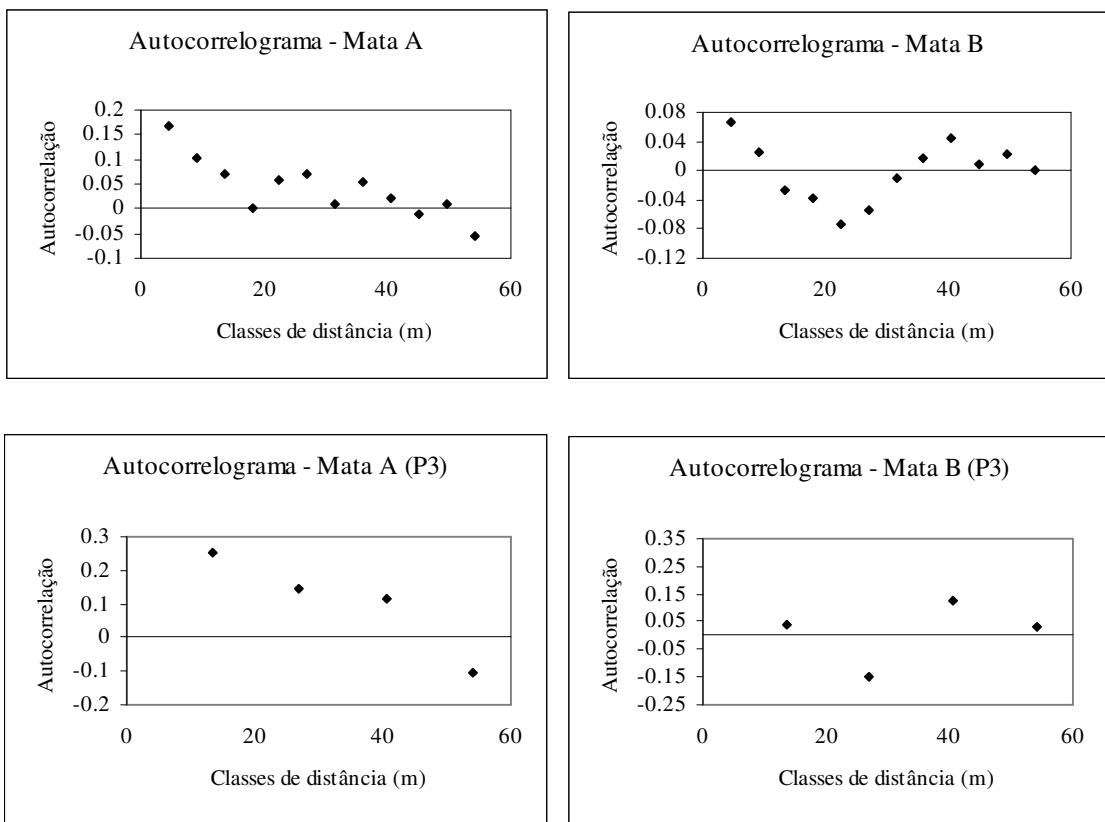 Autocorrelograma - Mata A
Autocorrelação
0.2
0.15
0.1
0.05
0
-0.05
-0.1
0 20 40 60
Classes de distância (m)
Autocorrelograma - Mata B
Autocorrelação
0.08
0.04
0
-0.04
-0.08
-0.12
0 20 40 60
Classes de distância (m)
Autocorrelograma - Mata A (P3)
Autocorrelação
0.3
0.2
0.1
0
-0.1
-0.2
0 20 40 60
Classes de distância (m)
Autocorrelograma - Mata B (P3)
Autocorrelação
0.35
0.25
0.15
0.05
-0.05
-0.15
-0.25
0 20 40 60
Classes de distância (m)